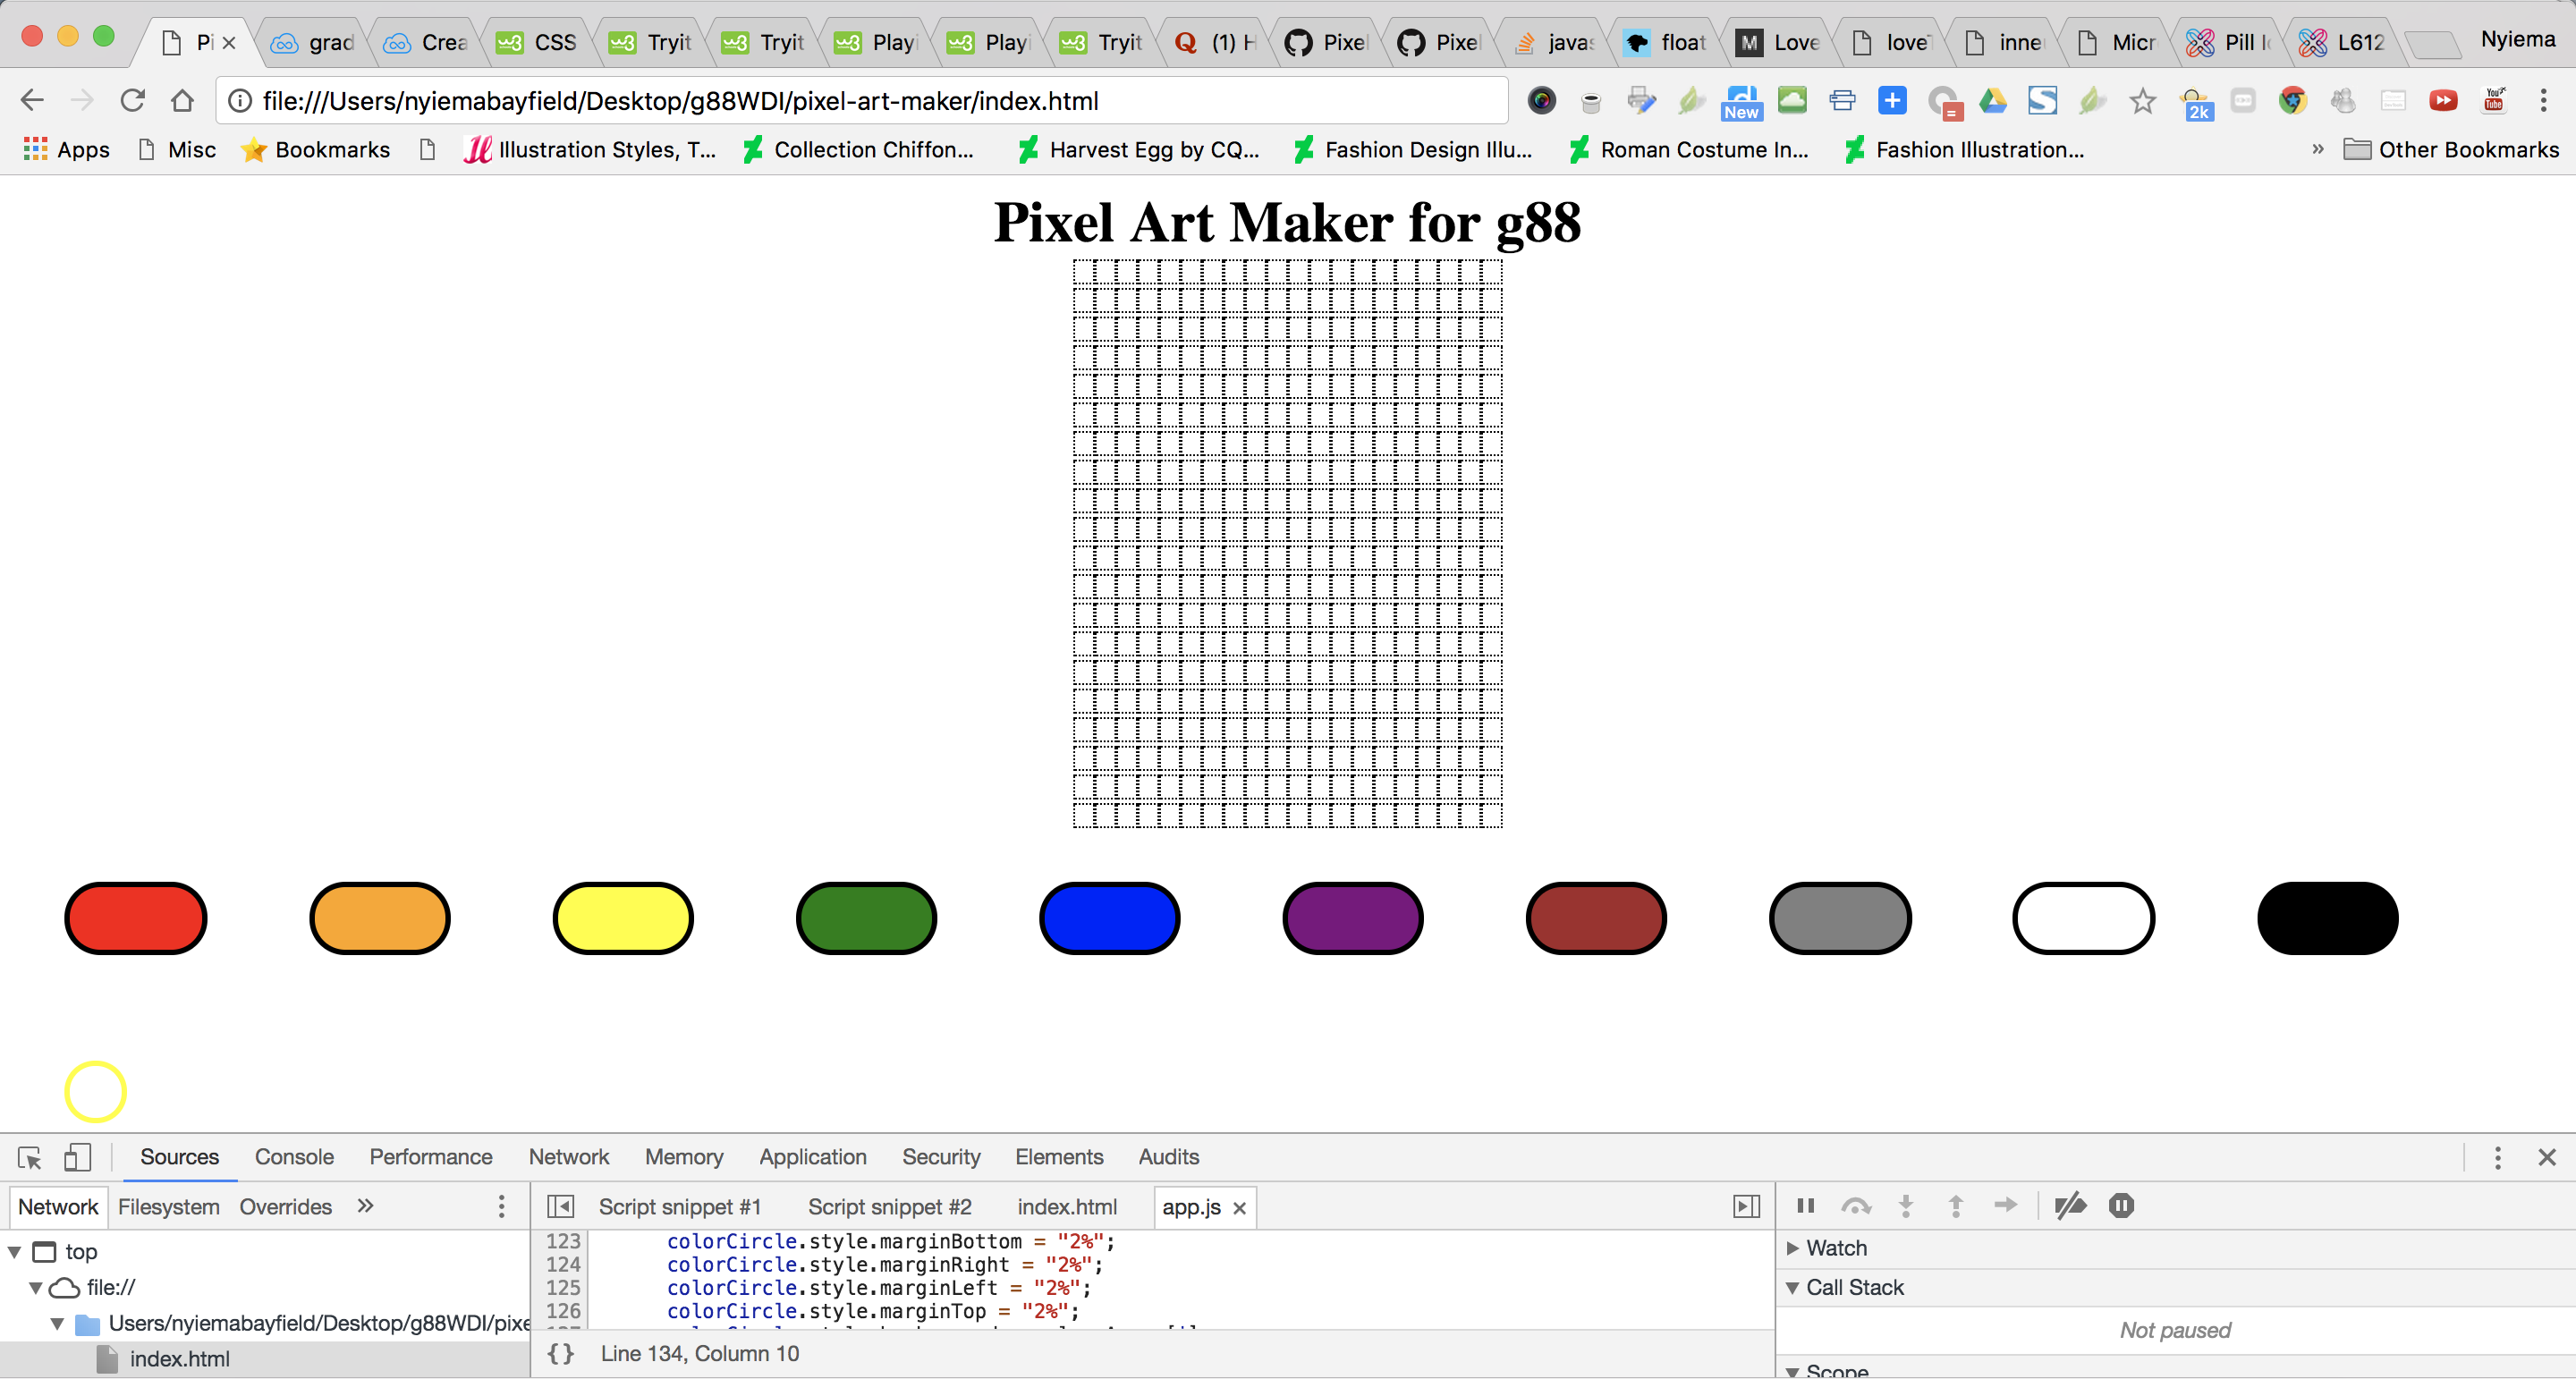 Pi grad Crea CSS Tryit Tryit Playi Playi Tryit (1) H Pixel Pixel javas float Love loveT inne Micr Pill Ic L612 Nyiema
file:///Users/nyiemabayfield/Desktop/g88WDI/pixel-art-maker/index.html New 2k You Tube
Apps Misc Bookmarks Illustration Styles, T... Collection Chiffon... Harvest Egg by CQ... Fashion Design Illu... Roman Costume In... Fashion Illustration... » Other Bookmarks
Pixel Art Maker for g88
Sources Console Performance Network Memory Application Security Elements Audits
Network Filesystem Overrides » Script snippet #1 Script snippet #2 index.html app.js
top
file://
Users/nyiemabayfield/Desktop/g88WDI/pixe
index.html
123 colorCircle.style.marginBottom = "2%";
124 colorCircle.style.marginRight = "2%";
125 colorCircle.style.marginLeft = "2%";
126 colorCircle.style.marginTop = "2%";
{} Line 134, Column 10
Watch
Call Stack
Not paused
Scope